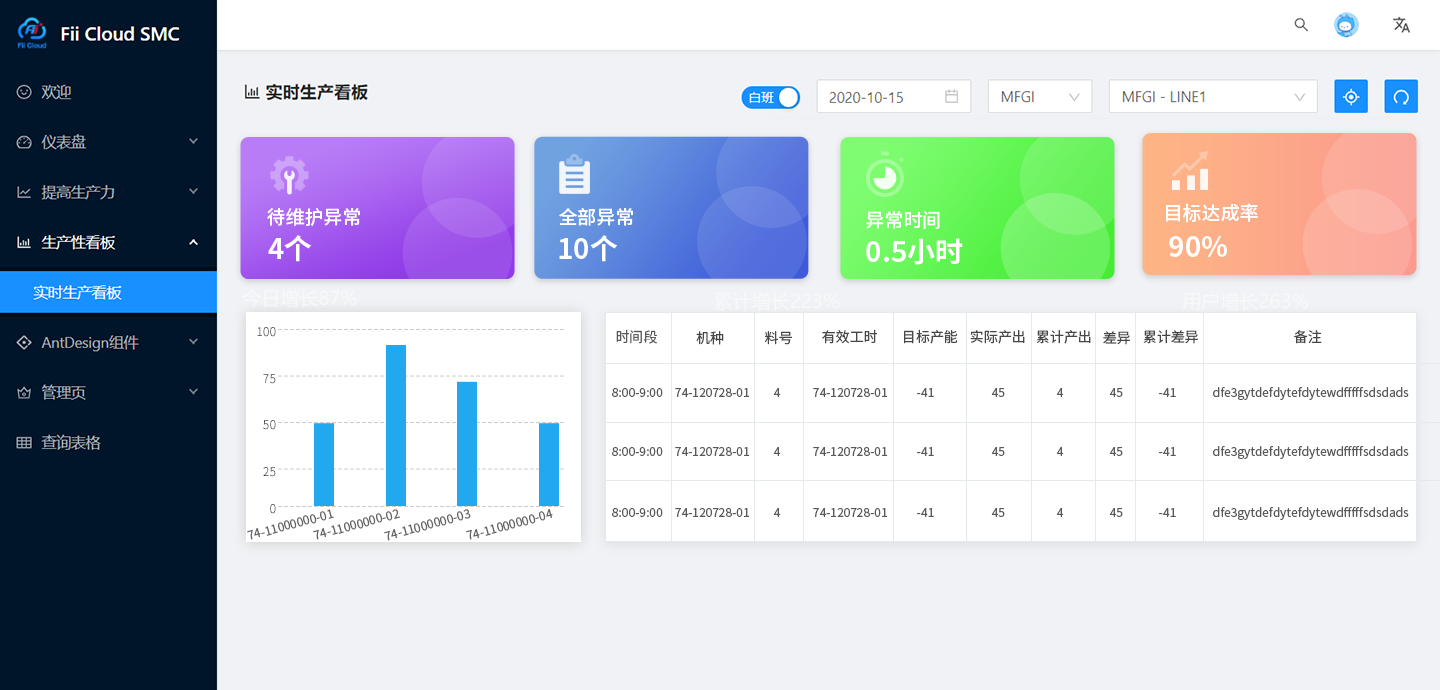 Fii Cloud
Fii Cloud SMC
欢迎
仪表盘
提高生产力
生产性看板
实时生产看板
AntDesign组件
管理页
查询表格
实时生产看板
白班
2020-10-15
MFGI
MFGI - LINE1
待维护异常
4个
全部异常
10个
异常时间
0.5小时
目标达成率
90%
今日增长87%
累计增长223%
用户增长263%
100
75
50
25
0
74-11000000-01
74-11000000-02
74-11000000-03
74-11000000-04
时间段 机种 料号 有效工时 目标产能 实际产出 累计产出 差异 累计差异 备注
8:00-9:00 74-120728-01 4 74-120728-01 -41 45 4 45 -41 dfe3gytdefdytefdytewdfffffsdsdads
8:00-9:00 74-120728-01 4 74-120728-01 -41 45 4 45 -41 dfe3gytdefdytefdytewdfffffsdsdads
8:00-9:00 74-120728-01 4 74-120728-01 -41 45 4 45 -41 dfe3gytdefdytefdytewdfffffsdsdads